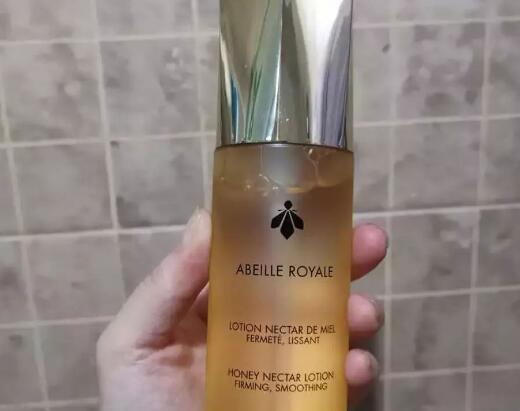 ABEILLE ROYALE
LOTION NECTAR DE MIEL
FERMETÉ, LISSANT
HONEY NECTAR LOTION
FIRMING, SMOOTHING